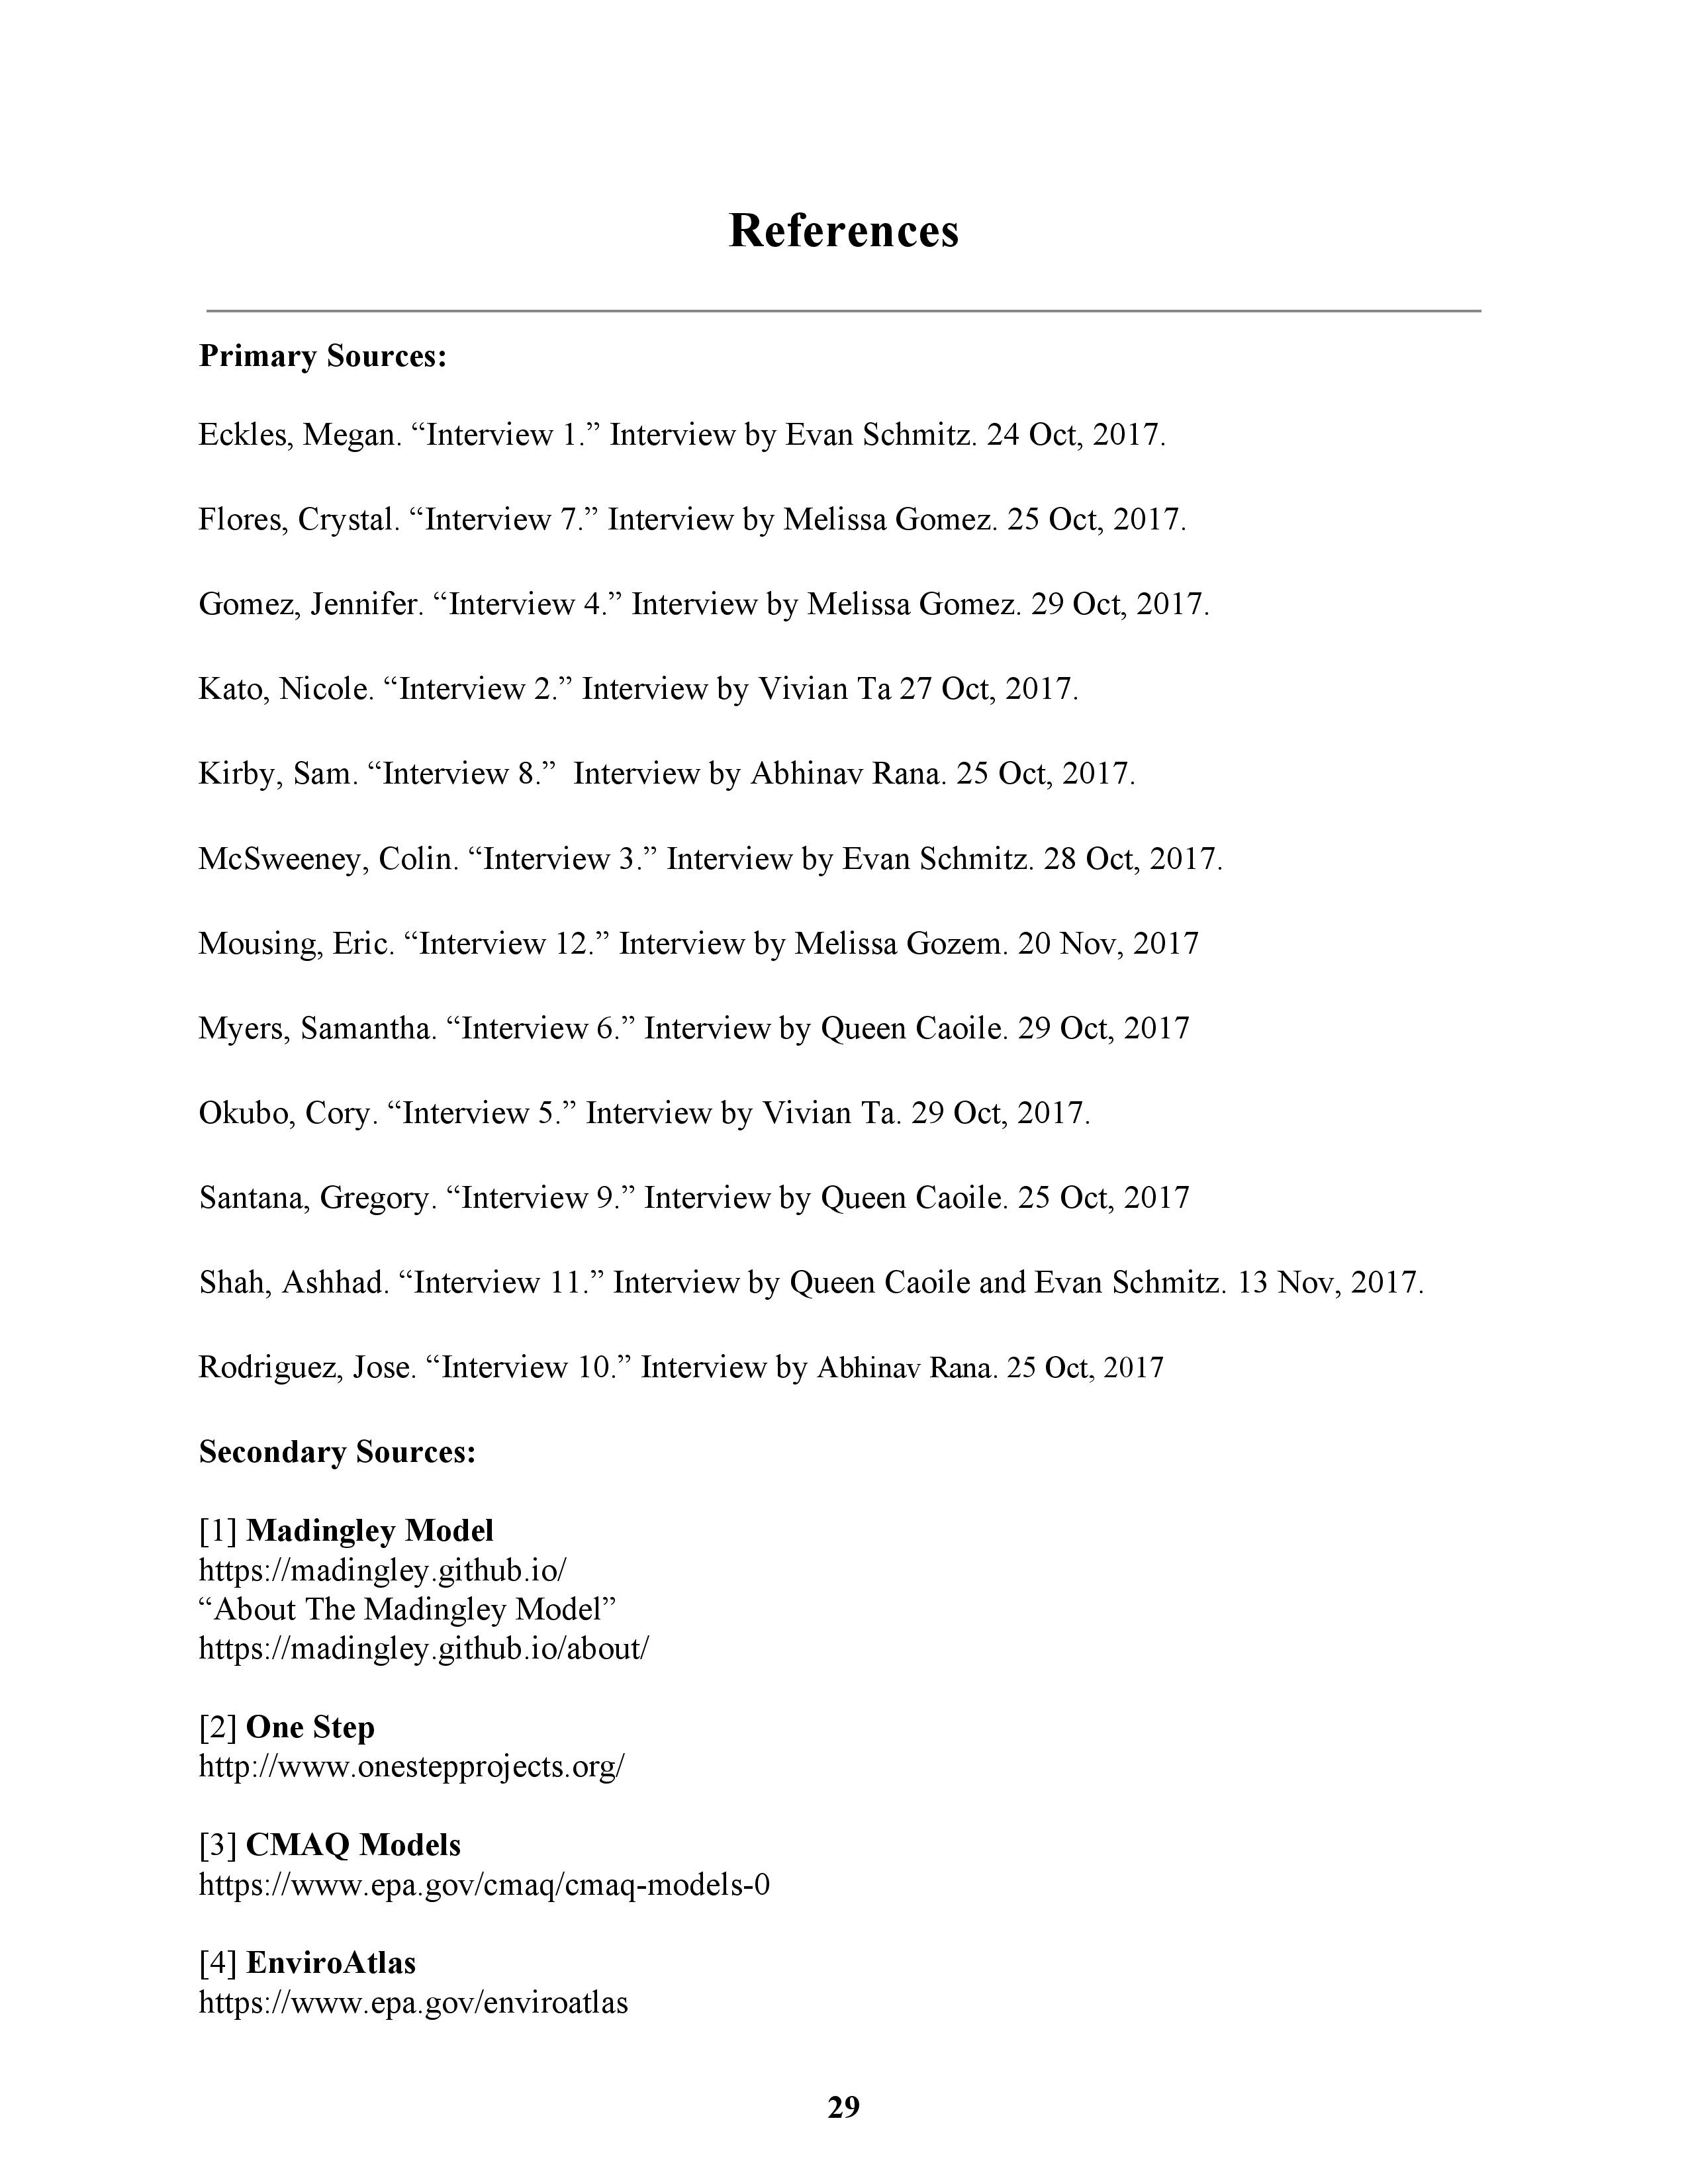 References
Primary Sources:
Eckles, Megan. “Interview 1.” Interview by Evan Schmitz. 24 Oct, 2017.
Flores, Crystal. “Interview 7.” Interview by Melissa Gomez. 25 Oct, 2017.
Gomez, Jennifer. “Interview 4.” Interview by Melissa Gomez. 29 Oct, 2017.
Kato, Nicole. “Interview 2.” Interview by Vivian Ta 27 Oct, 2017.
Kirby, Sam. “Interview 8.”  Interview by Abhinav Rana. 25 Oct, 2017.
McSweeney, Colin. “Interview 3.” Interview by Evan Schmitz. 28 Oct, 2017.
Mousing, Eric. “Interview 12.” Interview by Melissa Gozem. 20 Nov, 2017
Myers, Samantha. “Interview 6.” Interview by Queen Caoile. 29 Oct, 2017
Okubo, Cory. “Interview 5.” Interview by Vivian Ta. 29 Oct, 2017.
Santana, Gregory. “Interview 9.” Interview by Queen Caoile. 25 Oct, 2017
Shah, Ashhad. “Interview 11.” Interview by Queen Caoile and Evan Schmitz. 13 Nov, 2017.
Rodriguez, Jose. “Interview 10.” Interview by Abhinav Rana. 25 Oct, 2017
Secondary Sources:
[1] Madingley Model
https://madingley.github.io/
“About The Madingley Model”
https://madingley.github.io/about/
[2] One Step
http://www.onestepprojects.org/
[3] CMAQ Models
https://www.epa.gov/cmaq/cmaq-models-0
[4] EnviroAtlas
https://www.epa.gov/enviroatlas
29